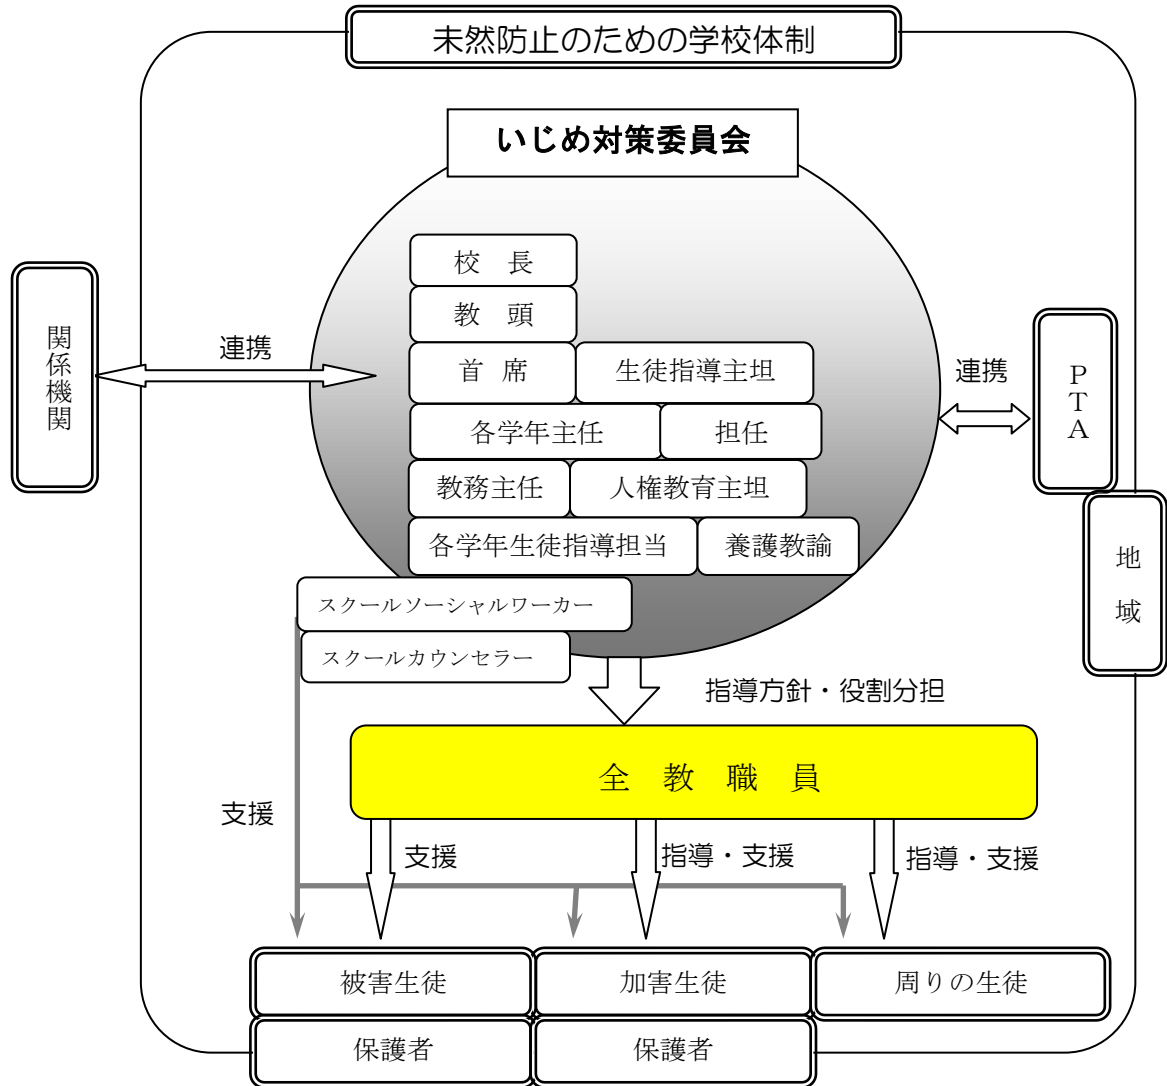 未然防止のための学校体制
いじめ対策委員会
校　長
教　頭
首 席
生徒指導主坦
各学年主任
担任
教務主任
人権教育主坦
各学年生徒指導担当
養護教諭
スクールソーシャルワーカー
スクールカウンセラー
関係機関
連携
連携
PTA
地域
指導方針・役割分担
全　教　職　員
支援
支援
指導・支援
指導・支援
被害生徒
加害生徒
周りの生徒
保護者
保護者